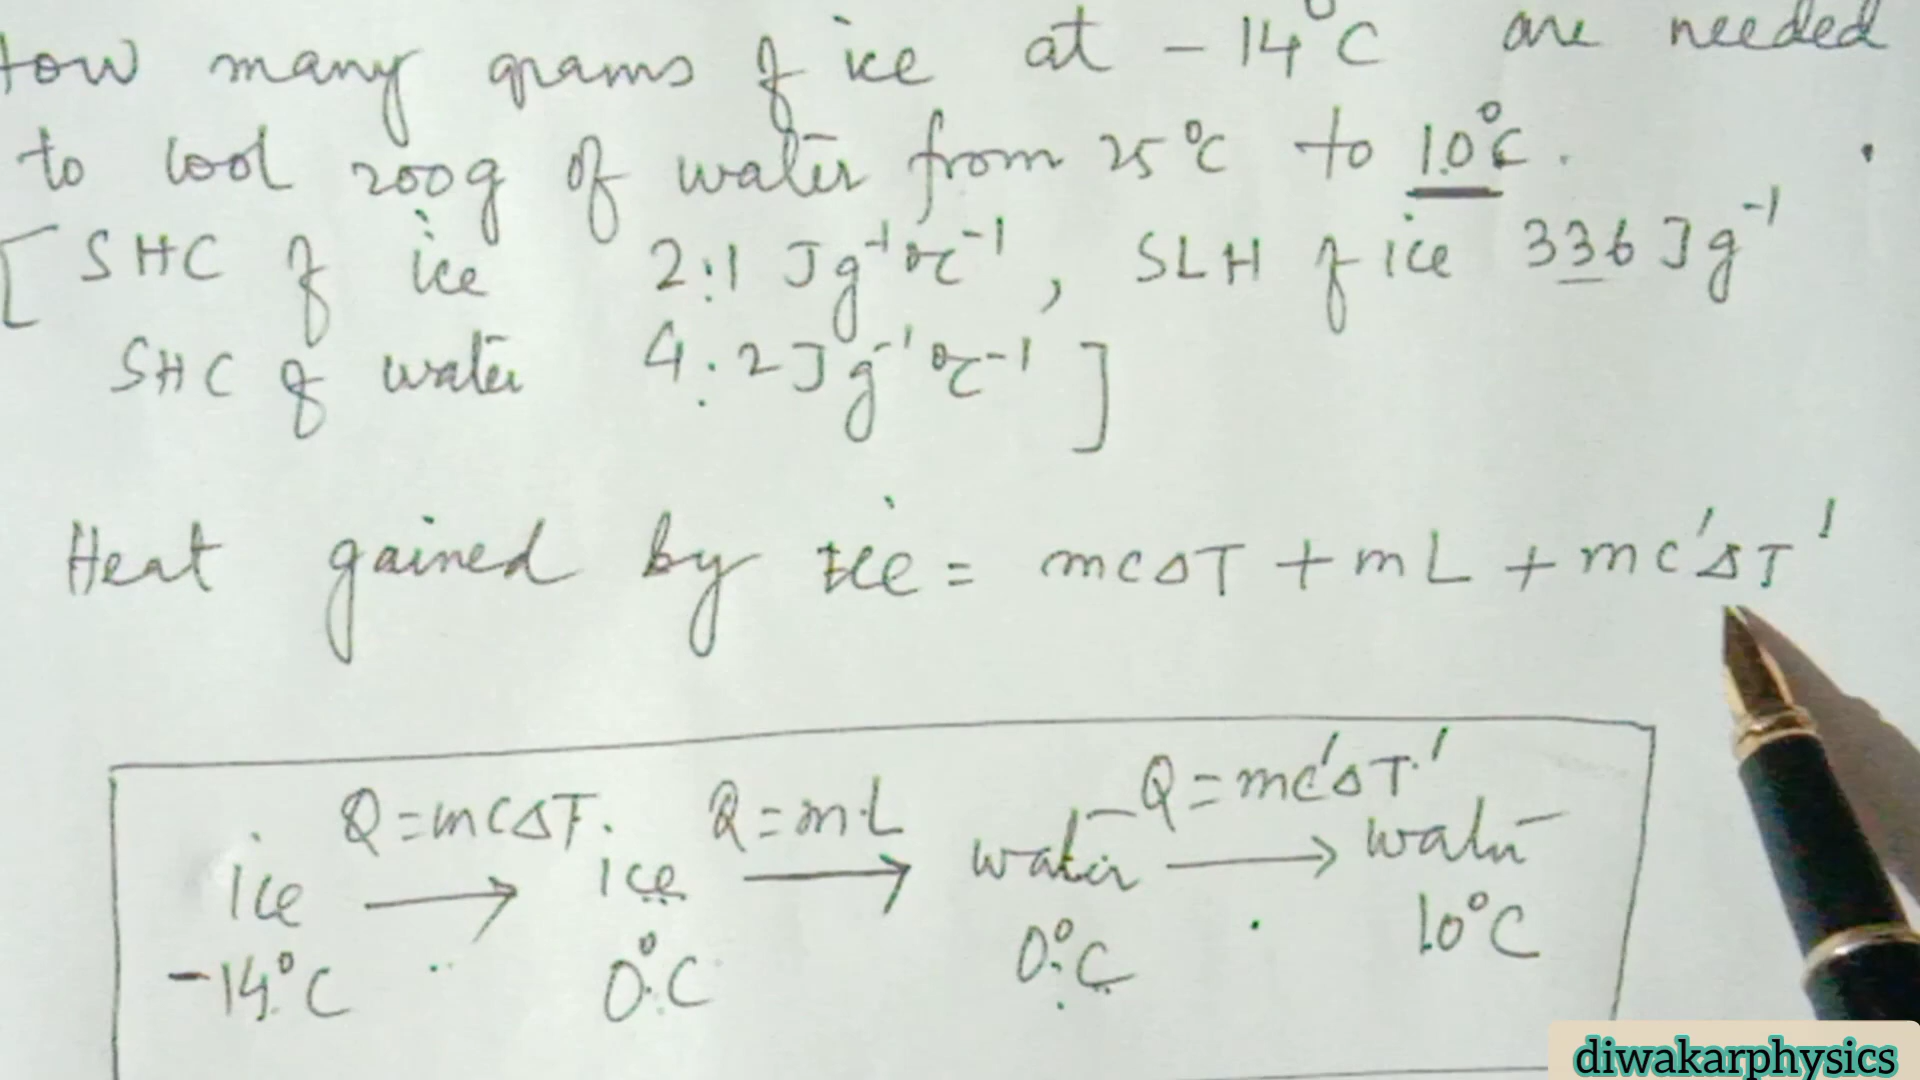 How many grams of ice at -14°C are needed
to cool 200g of water from 25°C to 10°C.
[SHC of ice 2.1 Jg⁻¹°C⁻¹, SLH of ice 336 Jg⁻¹
SHC of water 4.2 Jg⁻¹°C⁻¹]
Heat gained by ice = mcΔT + mL + mc'ΔT'
Q = mcΔT. Q = m.L Q = mc'ΔT'
ice → ice → water → water
-14°C 0°C 0°C 10°C
diwakarphysics